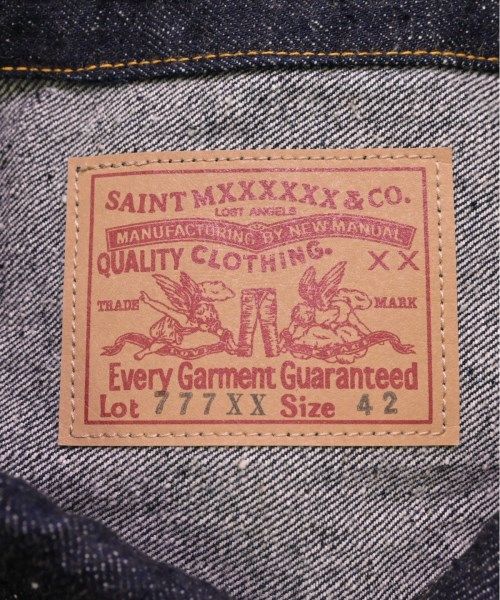 SAINT MXXXXXX & CO.
LOST ANGELS
MANUFACTURING BY NEW MANUAL
QUALITY CLOTHING. XX
TRADE MARK
Every Garment Guaranteed
Lot 777XX Size 42